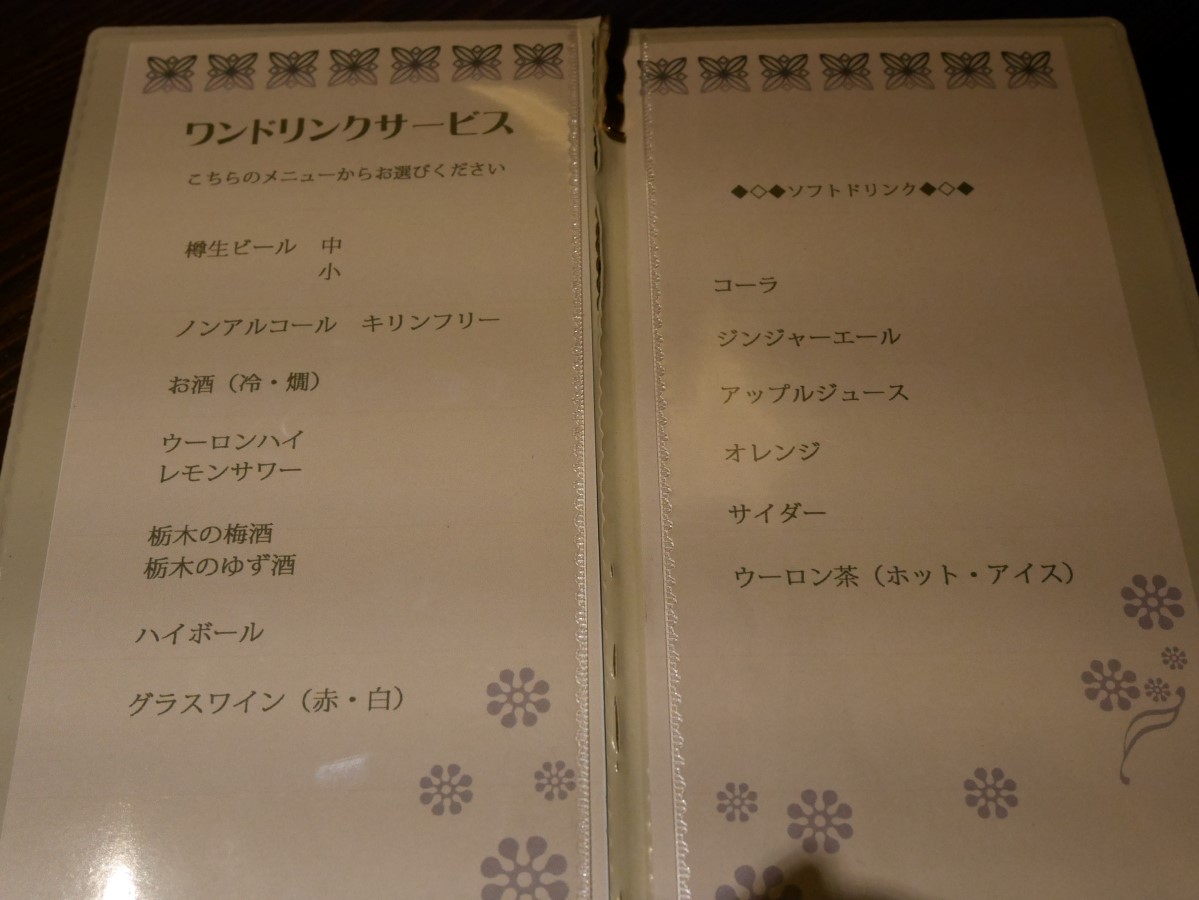 ワンドリンクサービス
こちらのメニューからお選びください
樽生ビール　中
小
ノンアルコール　キリンフリー
お酒（冷・燗）
ウーロンハイ
レモンサワー
栃木の梅酒
栃木のゆず酒
ハイボール
グラスワイン（赤・白）
◆◇◆ソフトドリンク◆◇◆
コーラ
ジンジャーエール
アップルジュース
オレンジ
サイダー
ウーロン茶（ホット・アイス）